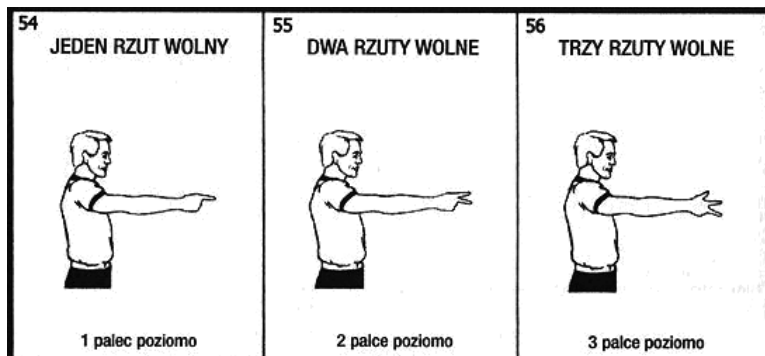 54
JEDEN RZUT WOLNY
1 palec poziomo
55
DWA RZUTY WOLNE
2 palce poziomo
56
TRZY RZUTY WOLNE
3 palce poziomo